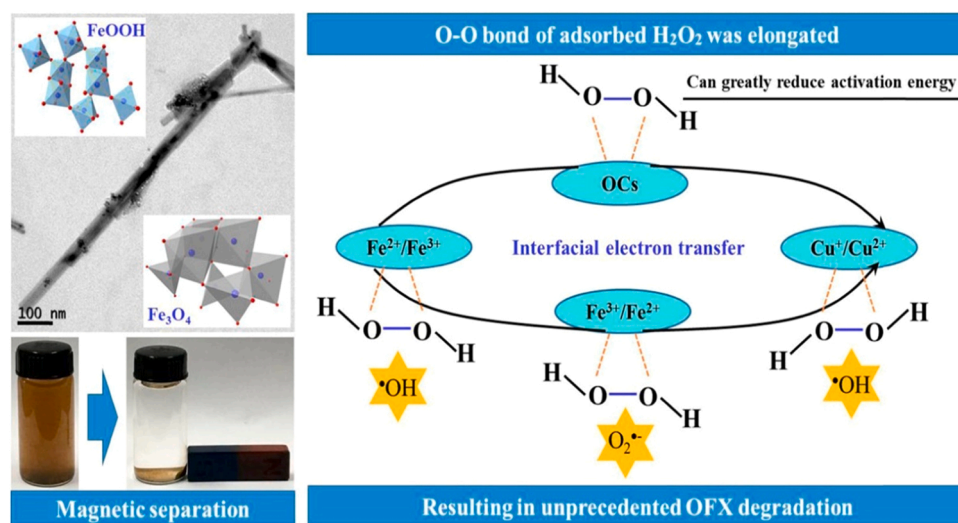 FeOOH
100 nm
Fe₃O₄
Magnetic separation
O-O bond of adsorbed H₂O₂ was elongated
Can greatly reduce activation energy
H
O
O
H
OCs
Fe²⁺/Fe³⁺
Interfacial electron transfer
Cu⁺/Cu²⁺
Fe³⁺/Fe²⁺
H
O
O
H
•OH
H
O
O
H
O₂•⁻
H
O
O
H
•OH
Resulting in unprecedented OFX degradation